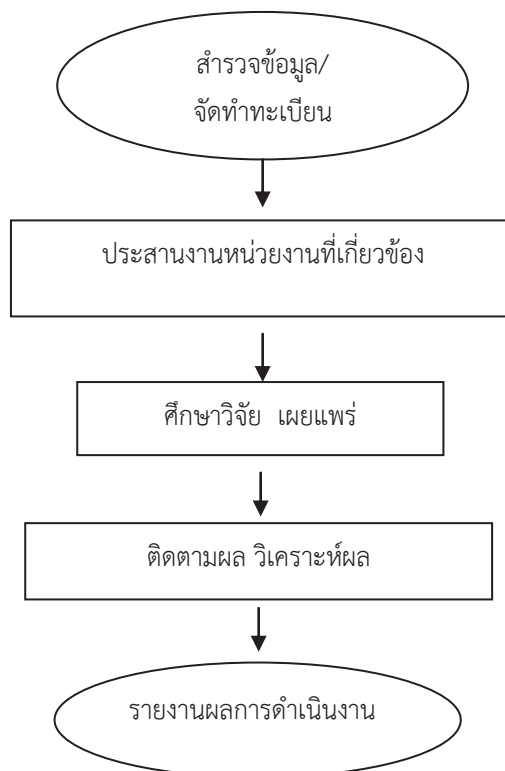 สำรวจข้อมูล/
จัดทำทะเบียน
ประสานงานหน่วยงานที่เกี่ยวข้อง
ศึกษาวิจัย เผยแพร่
ติดตามผล วิเคราะห์ผล
รายงานผลการดำเนินงาน